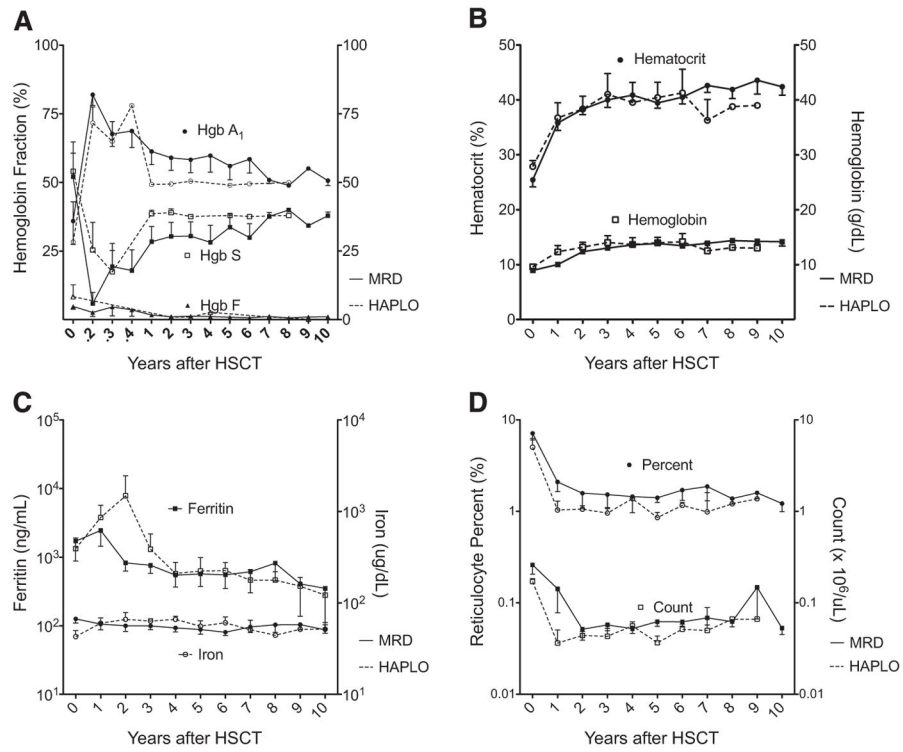 A
Hemoglobin Fraction (%)
100
75
50
25
100
75
50
25
0
Hgb A1
Hgb S
Hgb F
MRD
HAPLO
0 .2 .3 .4 1 2 3 4 5 6 7 8 9 10
Years after HSCT
B
Hematocrit (%)
50
40
30
20
10
0
Hemoglobin (g/dL)
50
40
30
20
10
0
Hematocrit
Hemoglobin
MRD
HAPLO
0 1 2 3 4 5 6 7 8 9 10
Years after HSCT
C
Ferritin (ng/mL)
10⁵
10⁴
10³
10²
10¹
Iron (ug/dL)
10⁴
10³
10²
10¹
Ferritin
Iron
MRD
HAPLO
0 1 2 3 4 5 6 7 8 9 10
Years after HSCT
D
Reticulocyte Percent (%)
10
1
0.1
0.01
Count (x 10⁶/uL)
10
1
0.1
0.01
Percent
Count
MRD
HAPLO
0 1 2 3 4 5 6 7 8 9 10
Years after HSCT